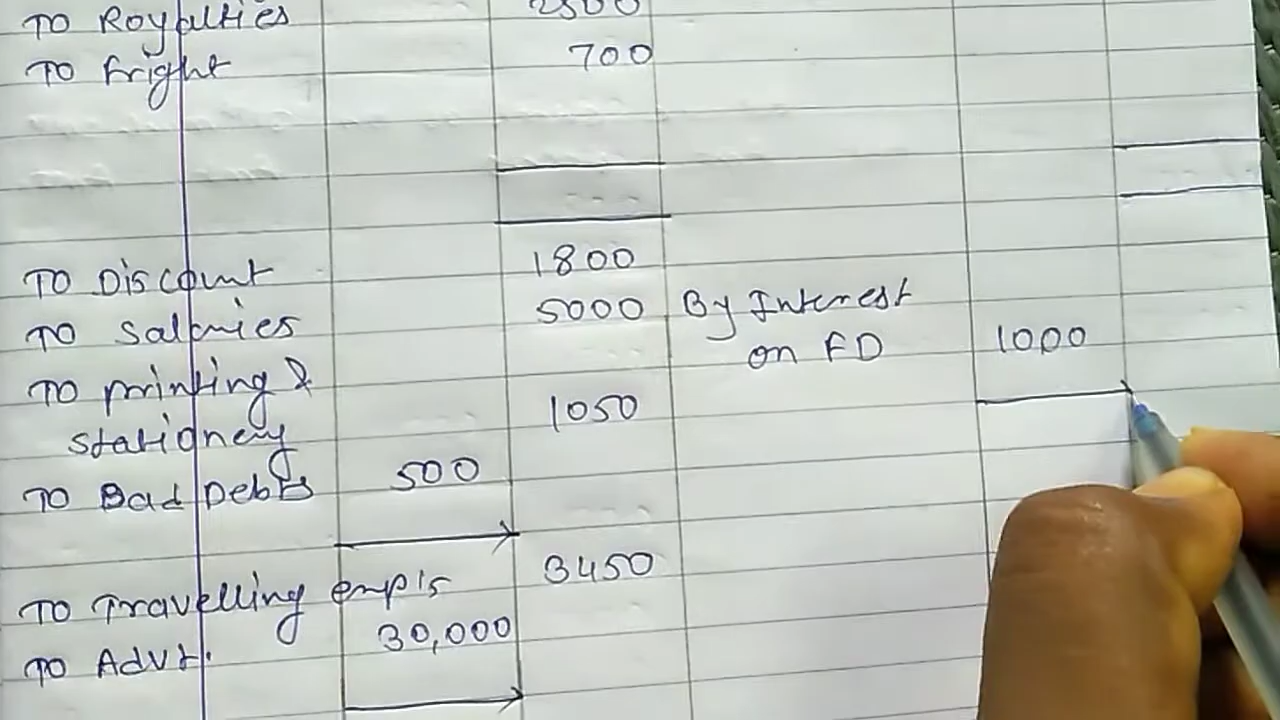 TO Royalties 2500
TO fright 700
TO Discount 1800
TO Salaries 5000 By Interest
on FD 1000
TO printing &
stationery 1050
TO Bad Debts 500
TO Travelling exp's 3450
TO Advt. 30,000